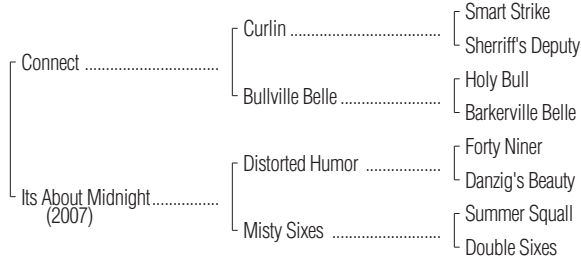 Smart Strike
Curlin ..................
Sherriff's Deputy
Connect ...................................
Holy Bull
Bullville Belle ..................
Barkerville Belle
Forty Niner
Distorted Humor ..................
Danzig's Beauty
Its About Midnight.................
(2007)
Summer Squall
Misty Sixes ...........................
Double Sixes